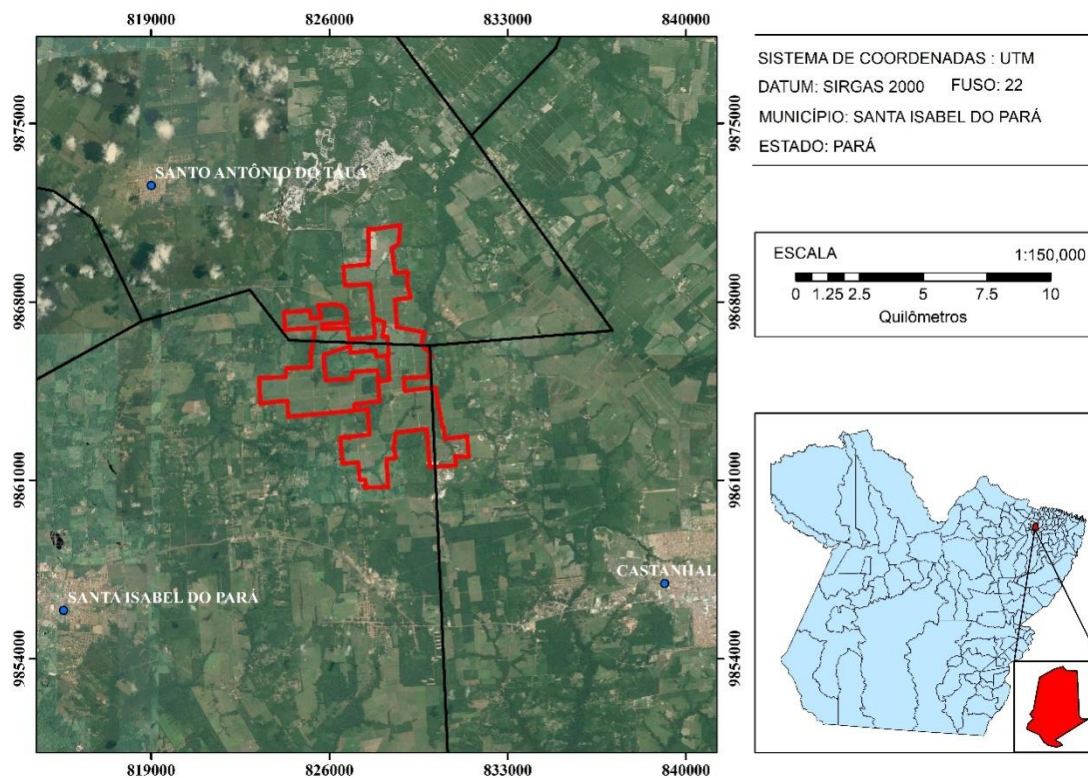 819000 826000 833000 840000
9875000 9875000
9868000 9868000
9861000 9861000
9854000 9854000
SANTO ANTÔNIO DO TAUÁ
SANTA ISABEL DO PARÁ
CASTANHAL
819000 826000 833000 840000
SISTEMA DE COORDENADAS : UTM
DATUM: SIRGAS 2000 FUSO: 22
MUNICÍPIO: SANTA ISABEL DO PARÁ
ESTADO: PARÁ
ESCALA 1:150,000
0 1.25 2.5 5 7.5 10
Quilômetros